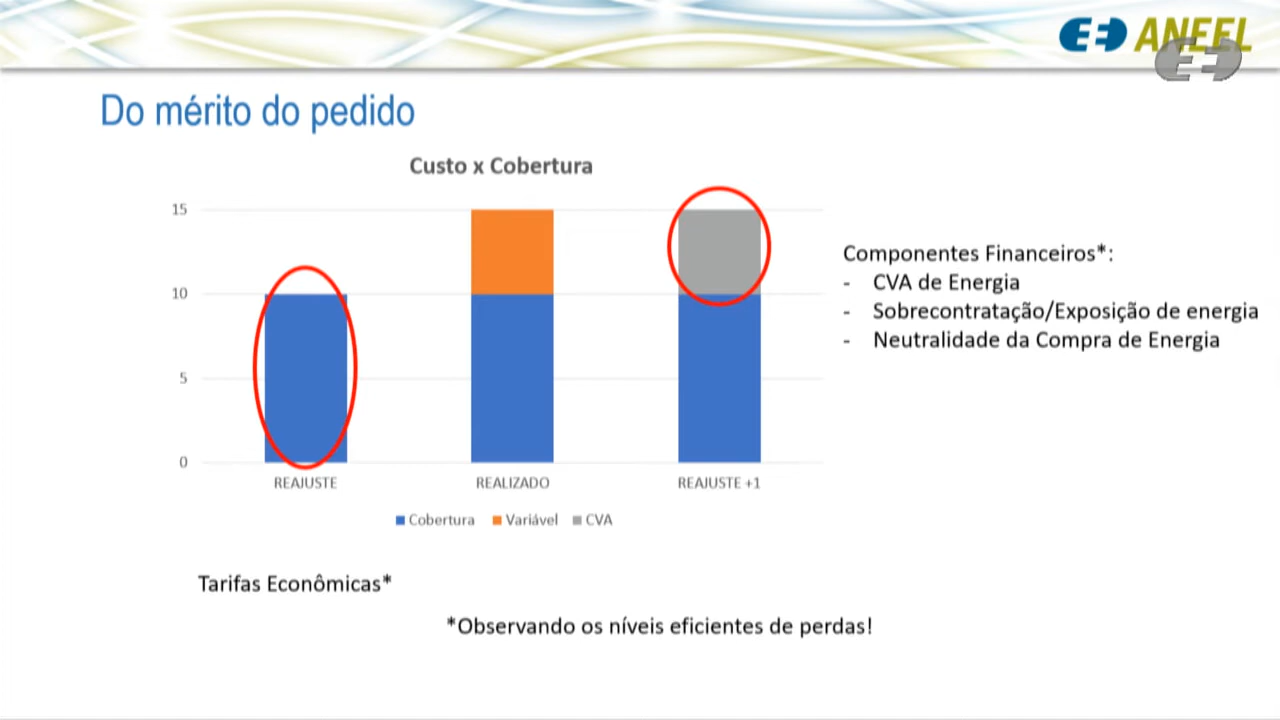 ANEEL
Do mérito do pedido
Custo x Cobertura
15
10
5
0
REAJUSTE
REALIZADO
REAJUSTE +1
Cobertura
Variável
CVA
Componentes Financeiros*:
- CVA de Energia
- Sobrecontratação/Exposição de energia
- Neutralidade da Compra de Energia
Tarifas Econômicas*
*Observando os níveis eficientes de perdas!